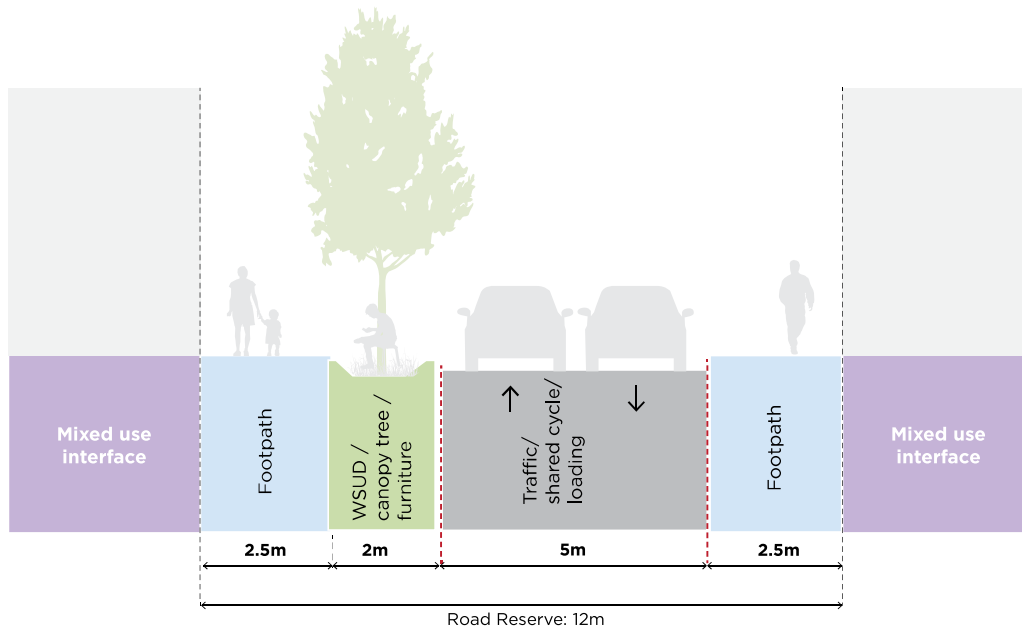 Mixed use
interface
Footpath
WSUD /
canopy tree /
furniture
Traffic/
shared cycle/
loading
Footpath
Mixed use
interface
2.5m
2m
5m
2.5m
Road Reserve: 12m